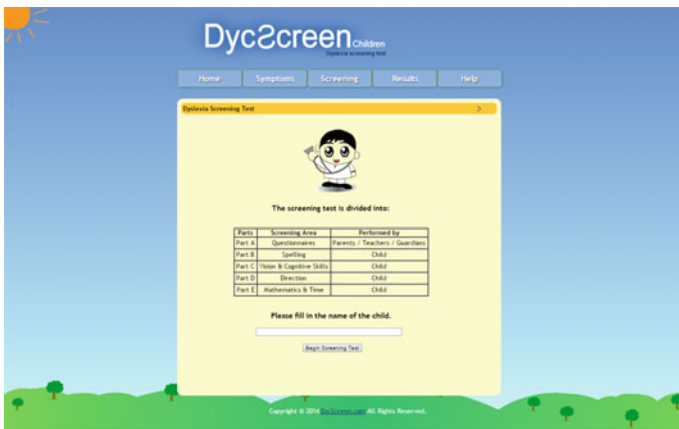 DycScreen Children
Dyslexia screening test
Home Symptoms Screening Results Help
Dyslexia Screening Test >
The screening test is divided into:
Parts Screening Area Performed by
Part A Questionnaires Parents / Teachers / Guardians
Part B Spelling Child
Part C Vision & Cognitive Skills Child
Part D Direction Child
Part E Mathematics & Time Child
Please fill in the name of the child.
Begin Screening Test
Copyright © 2014 DycScreen.com All Rights Reserved.